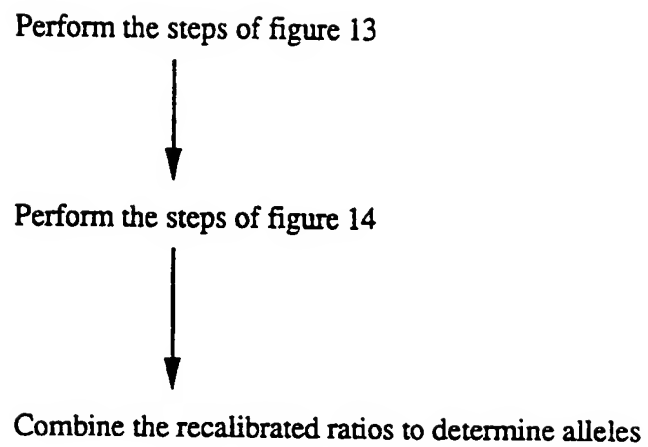 Perform the steps of figure 13
Perform the steps of figure 14
Combine the recalibrated ratios to determine alleles